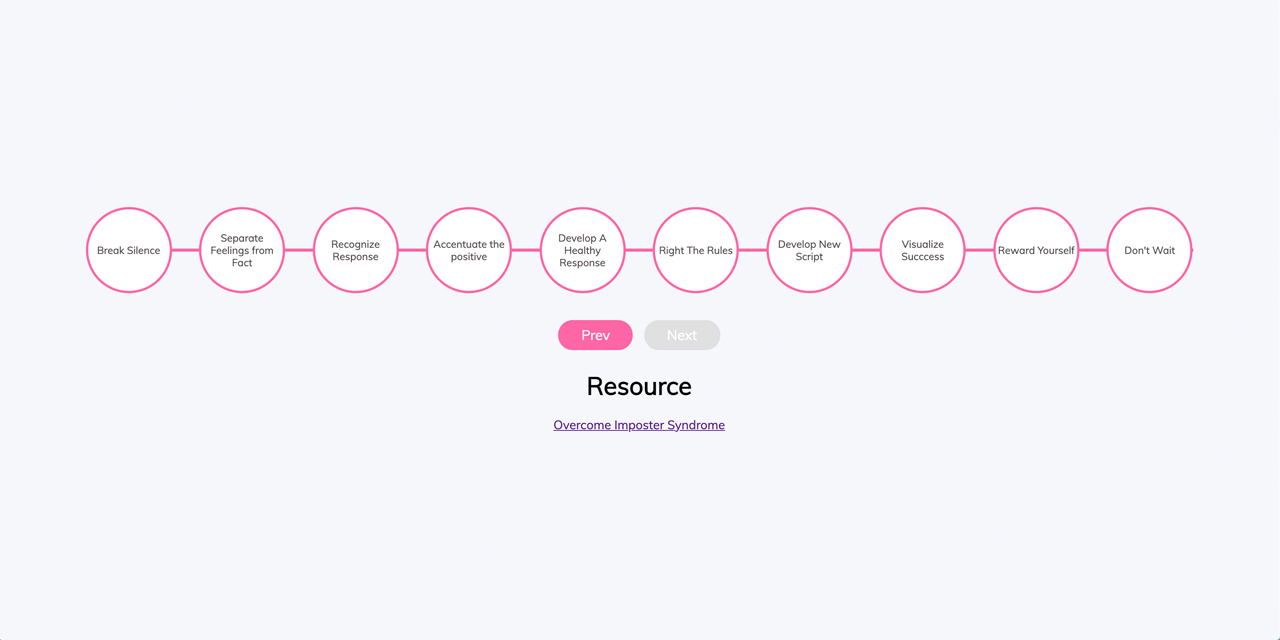 Break Silence
Separate
Feelings from
Fact
Recognize
Response
Accentuate the
positive
Develop A
Healthy
Response
Right The Rules
Develop New
Script
Visualize
Succcess
Reward Yourself
Don't Wait
Prev
Next
Resource
Overcome Imposter Syndrome